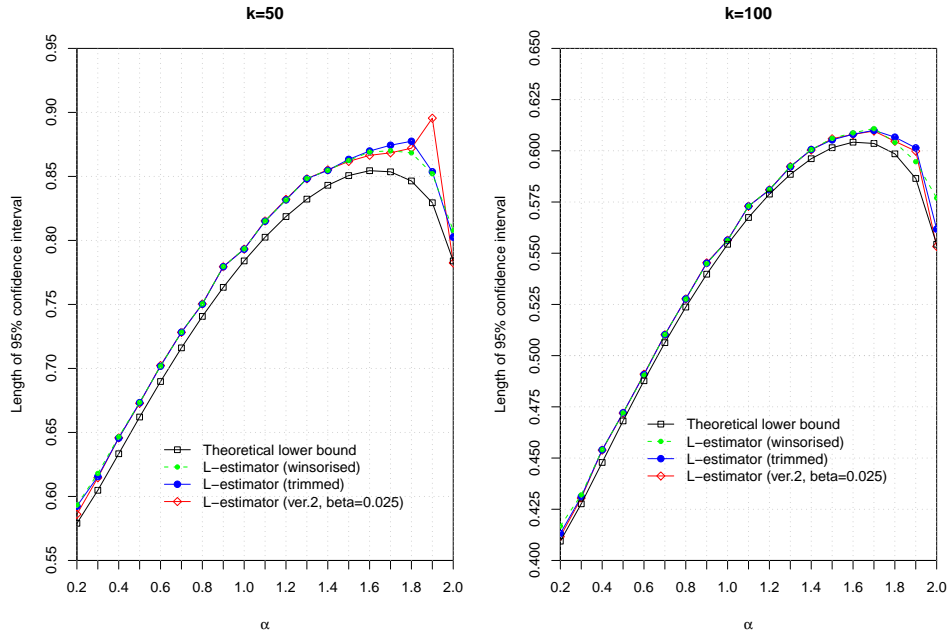 k=50
Length of 95% confidence interval
0.95
0.90
0.85
0.80
0.75
0.70
0.65
0.60
0.55
Theoretical lower bound
L−estimator (winsorised)
L−estimator (trimmed)
L−estimator (ver.2, beta=0.025)
0.2 0.4 0.6 0.8 1.0 1.2 1.4 1.6 1.8 2.0
α
k=100
Length of 95% confidence interval
0.650
0.625
0.600
0.575
0.550
0.525
0.500
0.475
0.450
0.425
0.400
Theoretical lower bound
L−estimator (winsorised)
L−estimator (trimmed)
L−estimator (ver.2, beta=0.025)
0.2 0.4 0.6 0.8 1.0 1.2 1.4 1.6 1.8 2.0
α